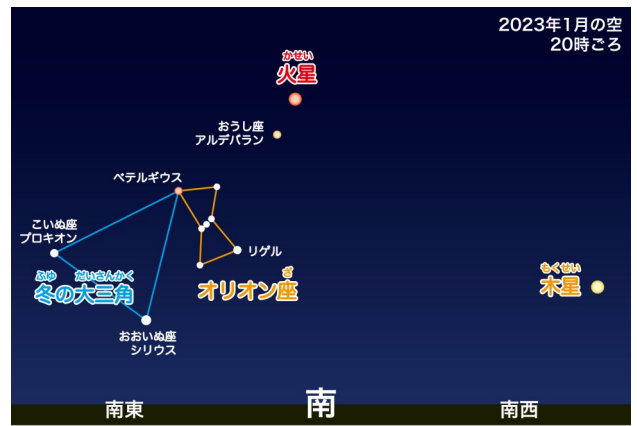 2023年1月の空
20時ごろ
かせい
火星
おうし座
アルデバラン
ベテルギウス
こいぬ座
プロキオン
リゲル
ふゆ だいさんかく
冬の大三角
ざ
オリオン座
もくせい
木星
おおいぬ座
シリウス
南東
南
南西